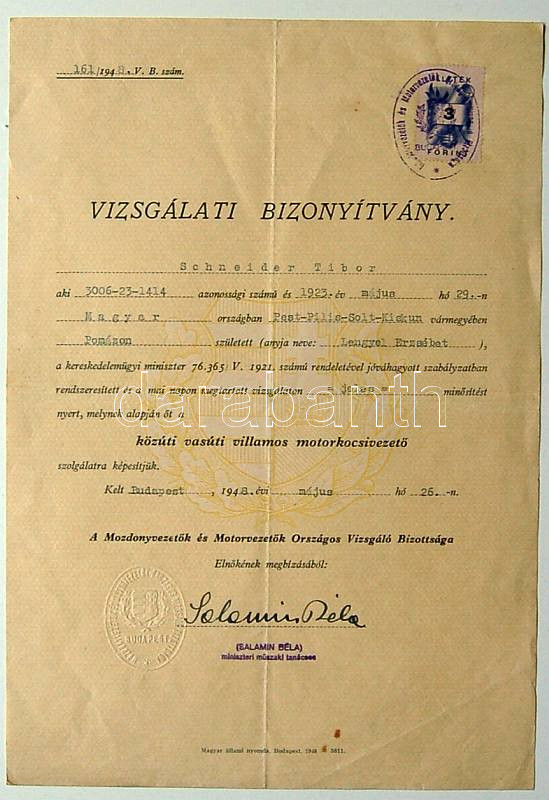 161/1948. V. B. szám.
3
FORINT
VIZSGÁLATI BIZONYÍTVÁNY.
Schneider Tibor
aki 3006-23-1414 azonossági számú és 1923. év május hó 29.-n
Magyar országban Pest-Pilis-Solt-Kiskun vármegyében
Pomázon született (anyja neve: Lengyel Erzsébet ),
a kereskedelemügyi miniszter 76.365 V. 1921. számú rendeletével jóváhagyott szabályzatban
rendszeresített és a mai napon megtartott vizsgálaton - jeles - minősítést
nyert, melynek alapján őt a
közúti vasúti villamos motorkocsivezető
szolgálatra képesítjük.
Kelt Budapest , 1948. évi május hó 26.-n.
A Mozdonyvezetők és Motorvezetők Országos Vizsgáló Bizottsága
Elnökének megbízásából:
Salamin Béla
BUDAPEST
(SALAMIN BÉLA)
miniszteri műszaki tanácsos
Magyar állami nyomda, Budapest, 1948 3811.
darabanth